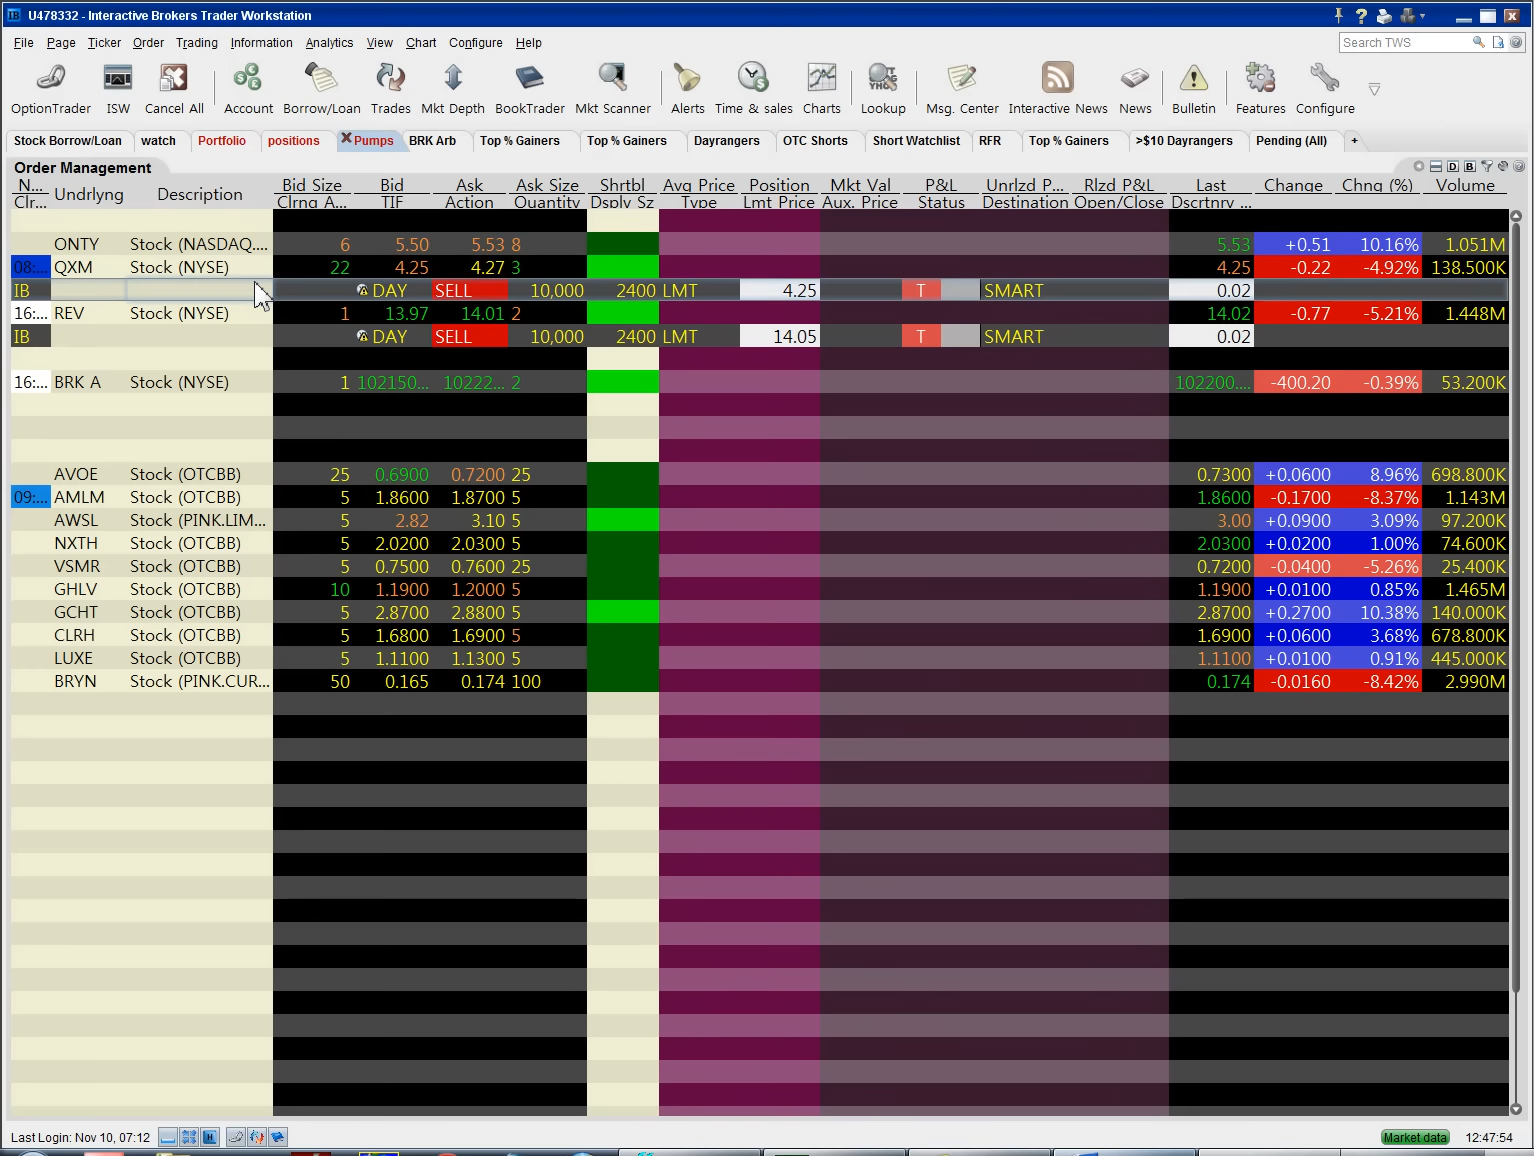 U478332 - Interactive Brokers Trader Workstation
File Page Ticker Order Trading Information Analytics View Chart Configure Help
Search TWS
OptionTrader ISW Cancel All Account Borrow/Loan Trades Mkt Depth BookTrader Mkt Scanner Alerts Time & sales Charts Lookup Msg. Center Interactive News News Bulletin Features Configure
Stock Borrow/Loan watch Portfolio positions Pumps BRK Arb Top % Gainers Top % Gainers Dayrangers OTC Shorts Short Watchlist RFR Top % Gainers >$10 Dayrangers Pending (All) +
Order Management
N... Undrlyng Description Bid Size Bid Ask Ask Size Shrtbl Avg Price Position Mkt Val P&L Unrlzd P... Rlzd P&L Last Change Chng (%) Volume
Clr... Clrng A... TIF Action Quantity Dsply Sz Type Lmt Price Aux. Price Status Destination Open/Close Dscrtnry ...
ONTY Stock (NASDAQ.... 6 5.50 5.53 8 5.53 +0.51 10.16% 1.051M
08:... QXM Stock (NYSE) 22 4.25 4.27 3 4.25 -0.22 -4.92% 138.500K
IB DAY SELL 10,000 2400 LMT 4.25 T SMART 0.02
16:... REV Stock (NYSE) 1 13.97 14.01 2 14.02 -0.77 -5.21% 1.448M
IB DAY SELL 10,000 2400 LMT 14.05 T SMART 0.02
16:... BRK A Stock (NYSE) 1 102150... 10222... 2 102200.... -400.20 -0.39% 53.200K
AVOE Stock (OTCBB) 25 0.6900 0.7200 25 0.7300 +0.0600 8.96% 698.800K
09:... AMLM Stock (OTCBB) 5 1.8600 1.8700 5 1.8600 -0.1700 -8.37% 1.143M
AWSL Stock (PINK.LIM... 5 2.82 3.10 5 3.00 +0.0900 3.09% 97.200K
NXTH Stock (OTCBB) 5 2.0200 2.0300 5 2.0300 +0.0200 1.00% 74.600K
VSMR Stock (OTCBB) 5 0.7500 0.7600 25 0.7200 -0.0400 -5.26% 25.400K
GHLV Stock (OTCBB) 10 1.1900 1.2000 5 1.1900 +0.0100 0.85% 1.465M
GCHT Stock (OTCBB) 5 2.8700 2.8800 5 2.8700 +0.2700 10.38% 140.000K
CLRH Stock (OTCBB) 5 1.6800 1.6900 5 1.6900 +0.0600 3.68% 678.800K
LUXE Stock (OTCBB) 5 1.1100 1.1300 5 1.1100 +0.0100 0.91% 445.000K
BRYN Stock (PINK.CUR... 50 0.165 0.174 100 0.174 -0.0160 -8.42% 2.990M
Last Login: Nov 10, 07:12 Market data 12:47:54